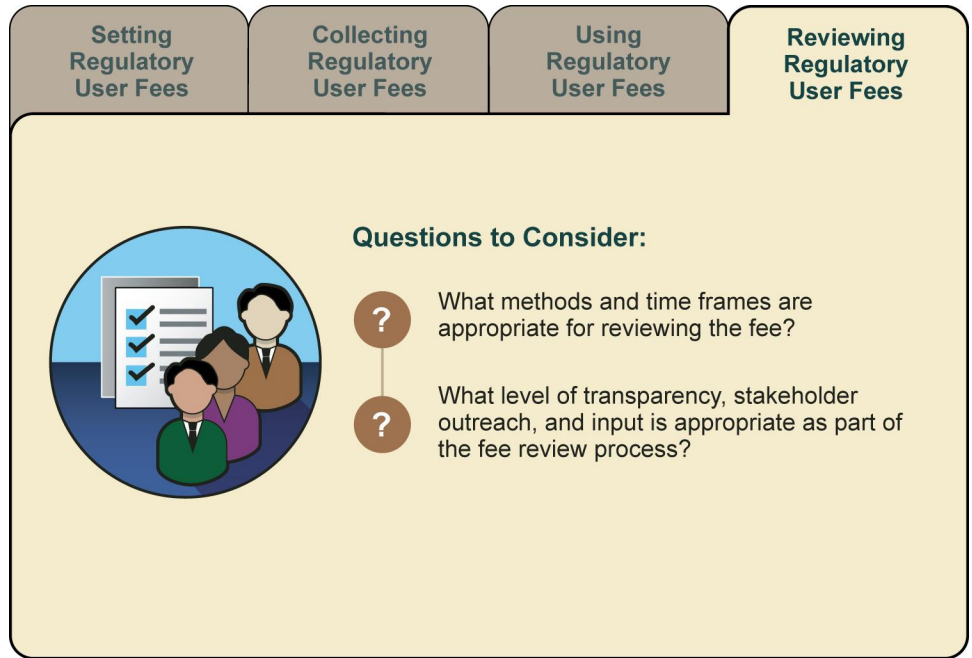 Setting
Regulatory
User Fees
Collecting
Regulatory
User Fees
Using
Regulatory
User Fees
Reviewing
Regulatory
User Fees
Questions to Consider:
?
What methods and time frames are
appropriate for reviewing the fee?
?
What level of transparency, stakeholder
outreach, and input is appropriate as part of
the fee review process?